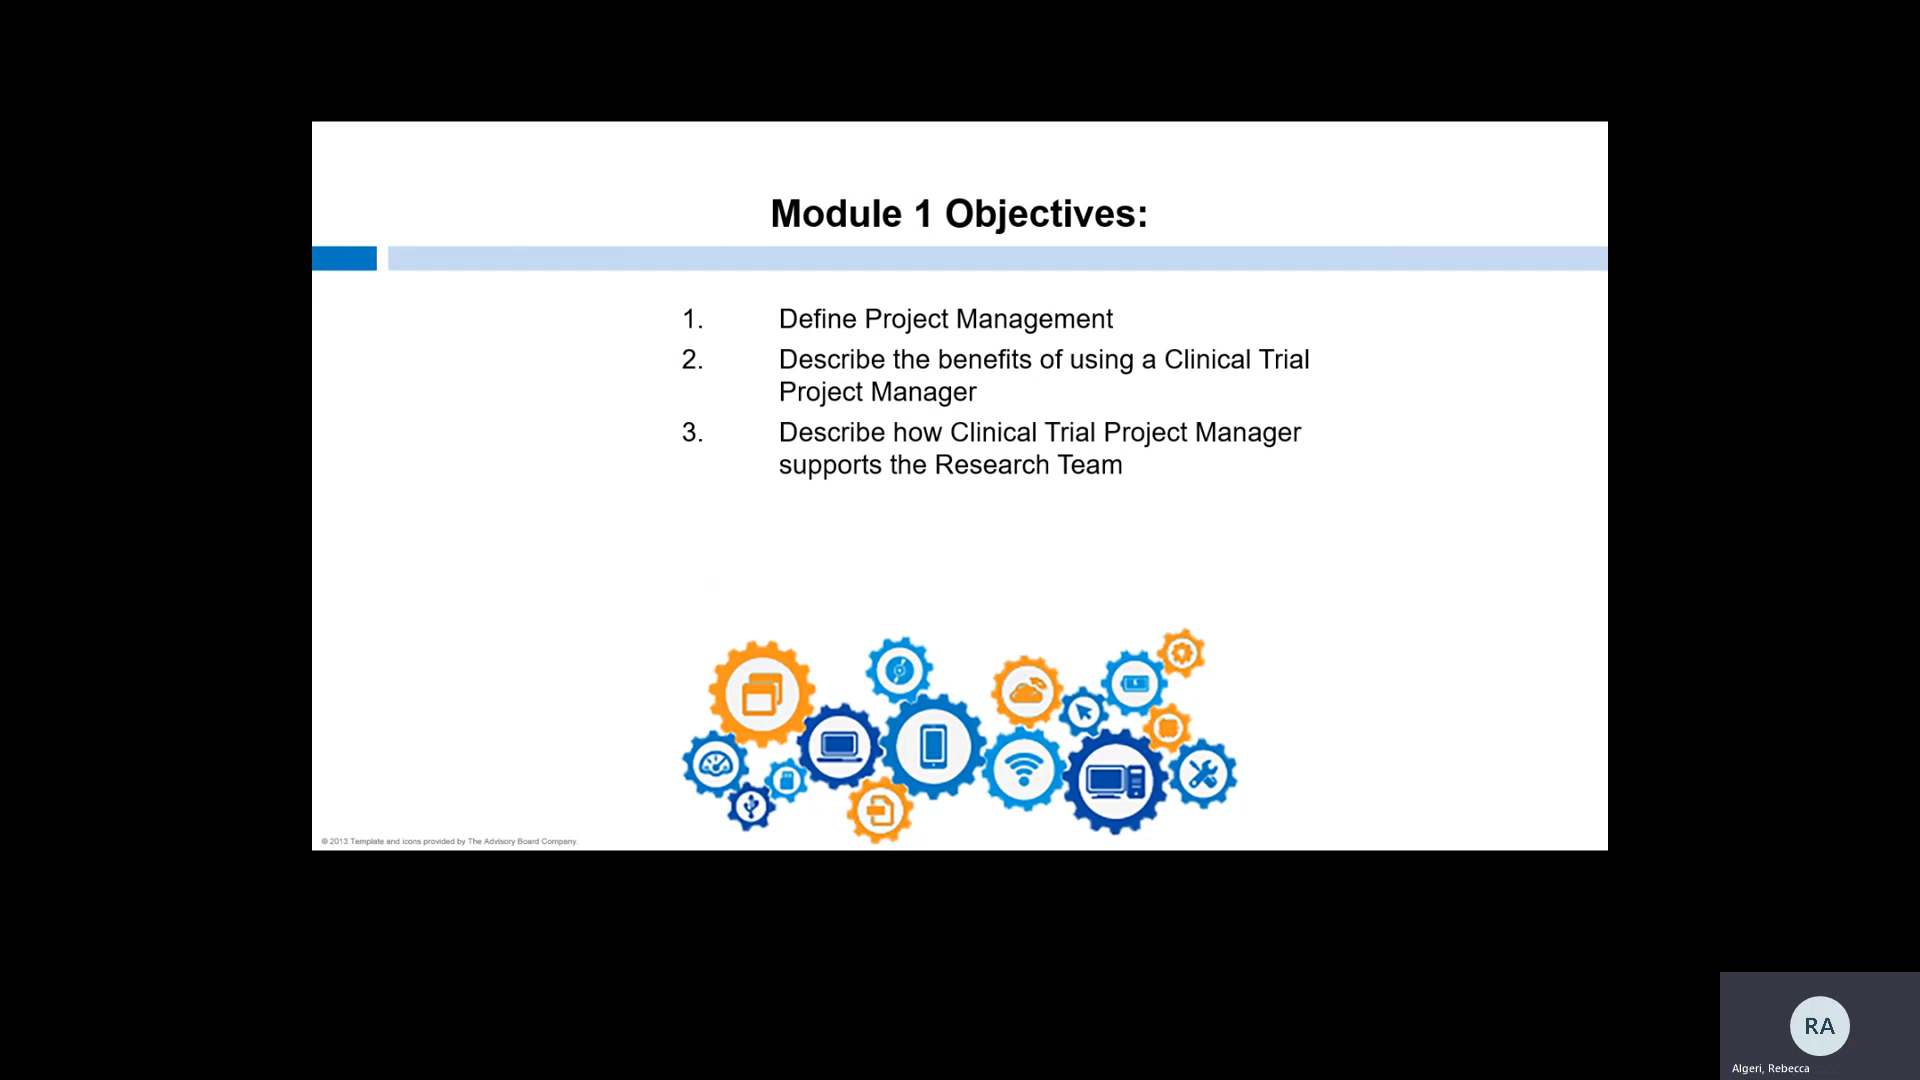 Module 1 Objectives:
1. Define Project Management
2. Describe the benefits of using a Clinical Trial
Project Manager
3. Describe how Clinical Trial Project Manager
supports the Research Team
© 2013 Template and icons provided by The Advisory Board Company.
RA
Algeri, Rebecca